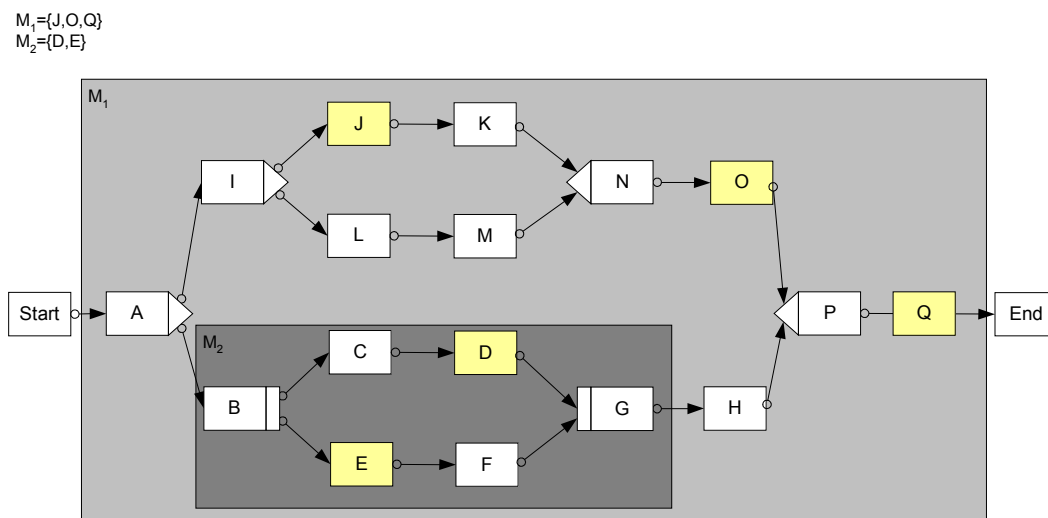 M₁={J,O,Q}
M₂={D,E}
M₁
J
K
I
N
O
L
M
Start
A
P
Q
End
M₂
C
D
B
G
H
E
F